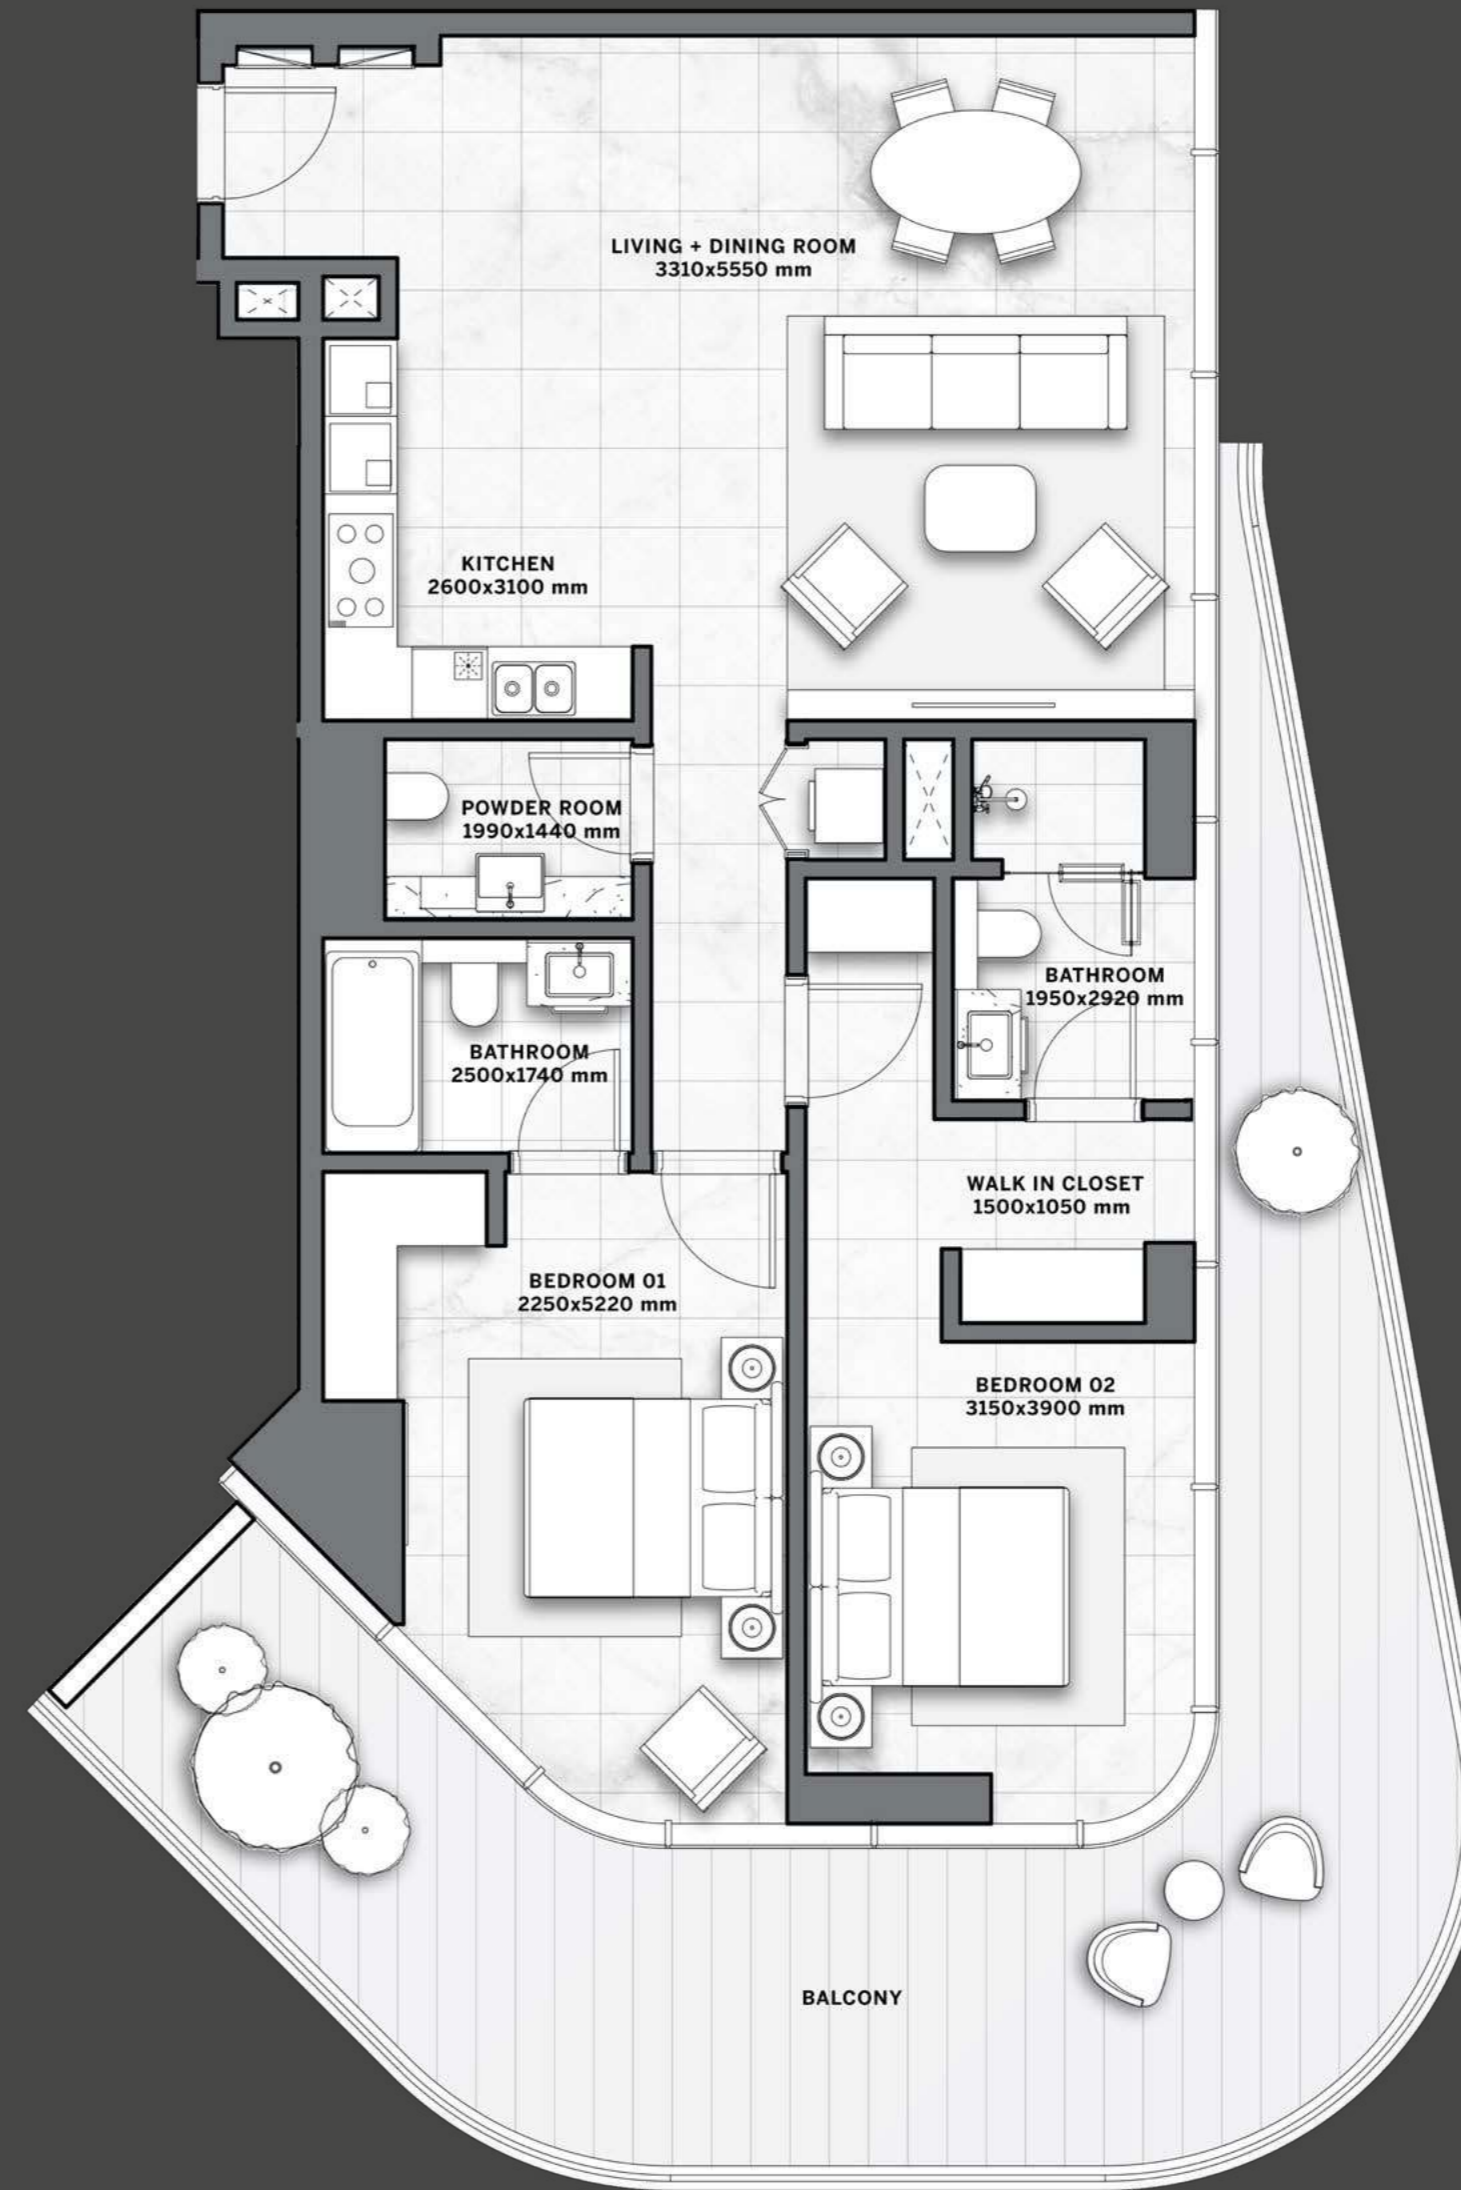 LIVING + DINING ROOM
3310x5550 mm
KITCHEN
2600x3100 mm
POWDER ROOM
1990x1440 mm
BATHROOM
1950x2920 mm
BATHROOM
2500x1740 mm
WALK IN CLOSET
1500x1050 mm
BEDROOM 01
2250x5220 mm
BEDROOM 02
3150x3900 mm
BALCONY